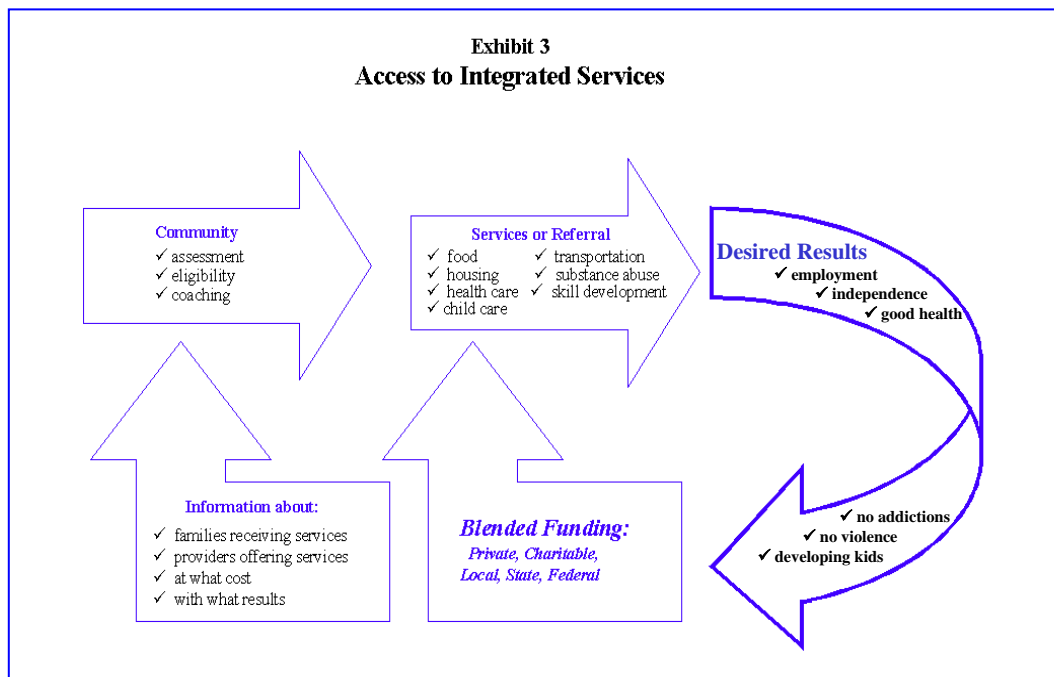 Exhibit 3
Access to Integrated Services
Community
✓ assessment
✓ eligibility
✓ coaching
Services or Referral
✓ food ✓ transportation
✓ housing ✓ substance abuse
✓ health care ✓ skill development
✓ child care
Desired Results
✓ employment
✓ independence
✓ good health
✓ no addictions
✓ no violence
✓ developing kids
Information about:
✓ families receiving services
✓ providers offering services
✓ at what cost
✓ with what results
Blended Funding:
Private, Charitable,
Local, State, Federal